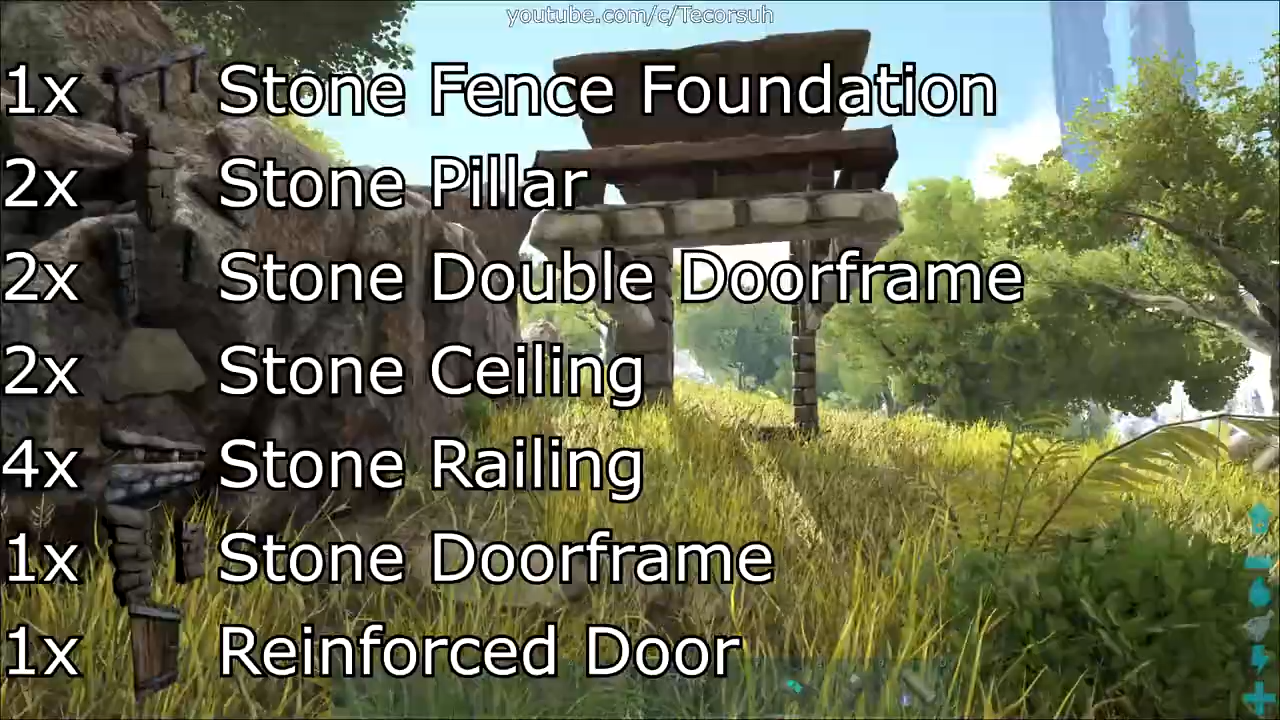 youtube.com/c/Tecorsuh
1x Stone Fence Foundation
2x Stone Pillar
2x Stone Double Doorframe
2x Stone Ceiling
4x Stone Railing
1x Stone Doorframe
1x Reinforced Door